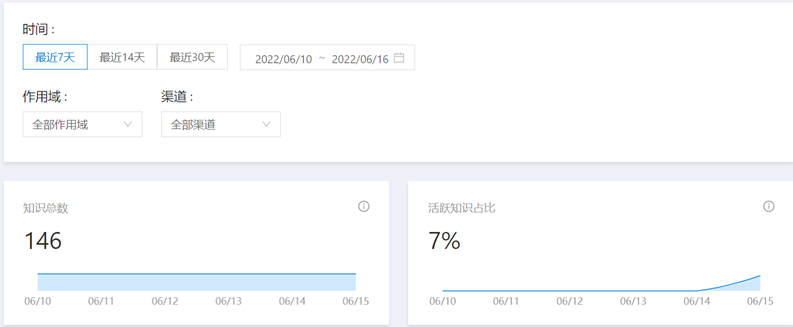 时间 :
最近7天 最近14天 最近30天 2022/06/10 ~ 2022/06/16
作用域 : 渠道 :
全部作用域 全部渠道
知识总数
146
06/10 06/11 06/12 06/13 06/14 06/15
活跃知识占比
7%
06/10 06/11 06/12 06/13 06/14 06/15